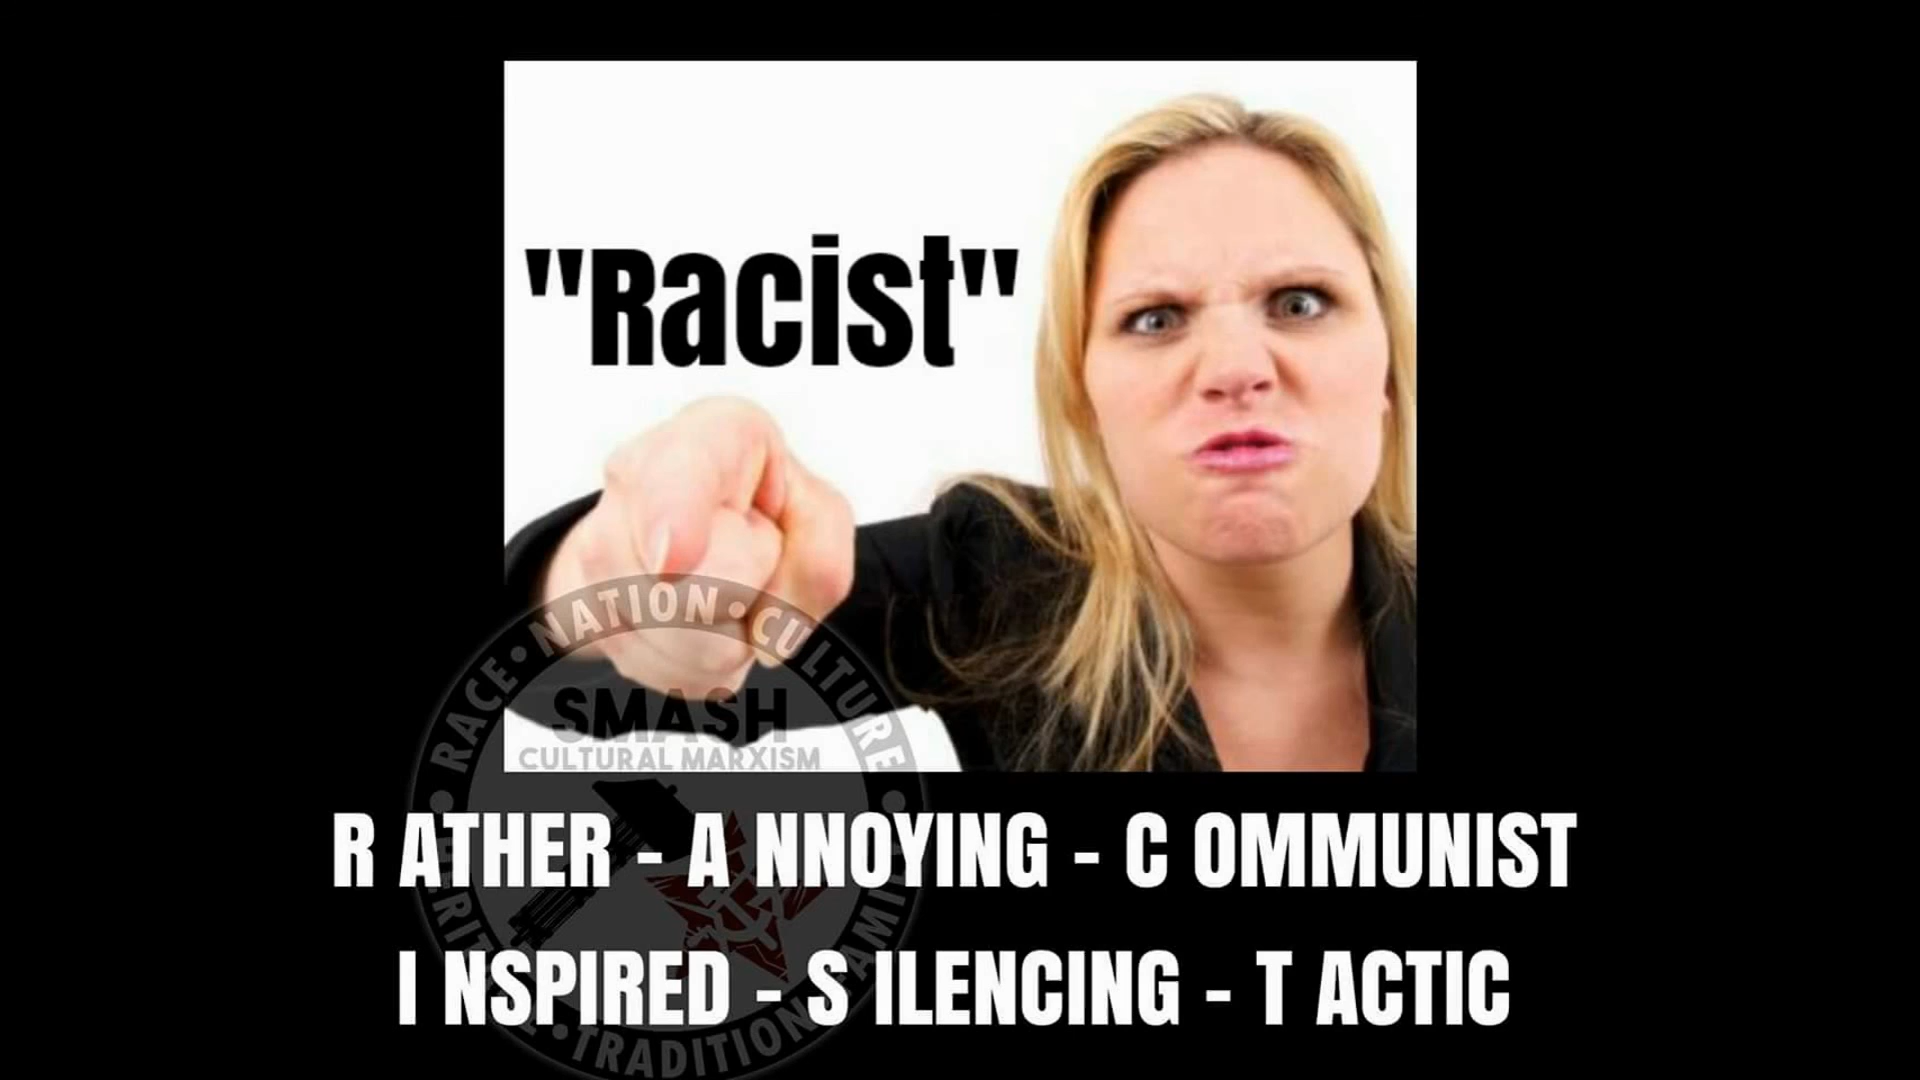 "Racist"
RACE • NATION • CULTURE
SMASH
CULTURAL MARXISM
R ATHER - A NNOYING - C OMMUNIST
I NSPIRED - S ILENCING - T ACTIC
• TRADITION